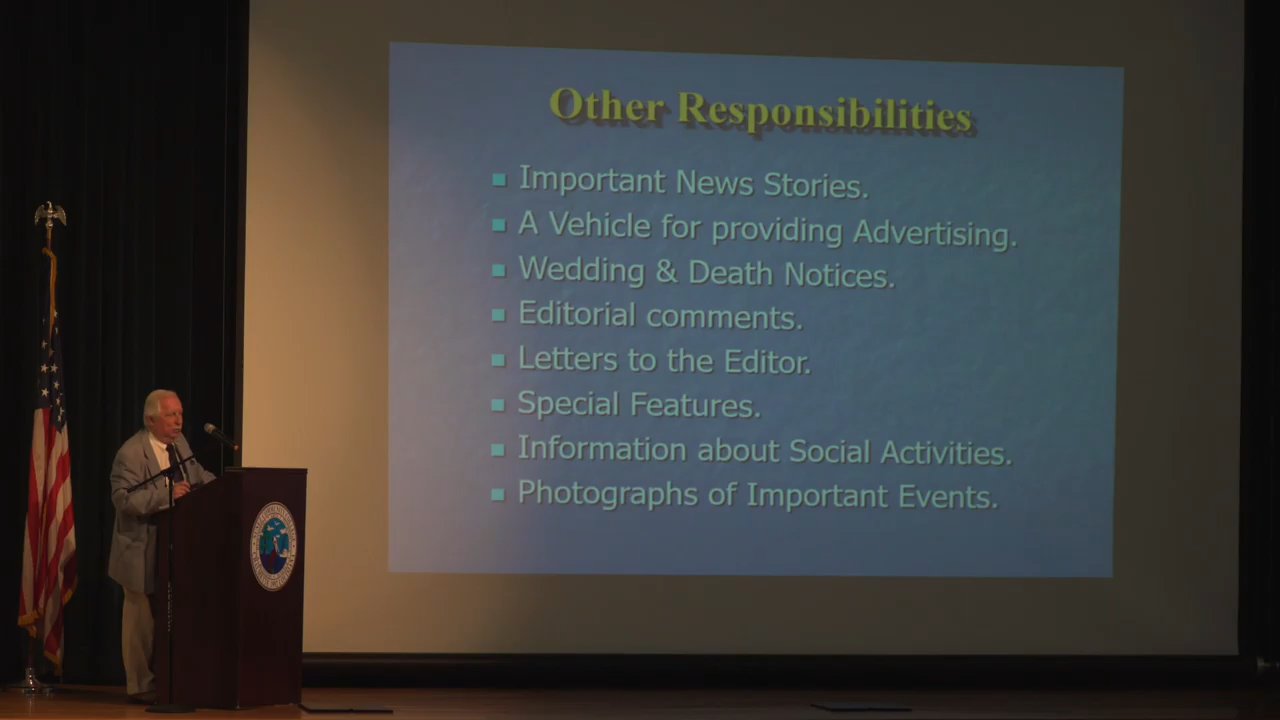 Other Responsibilities
Important News Stories.
A Vehicle for providing Advertising.
Wedding & Death Notices.
Editorial comments.
Letters to the Editor.
Special Features.
Information about Social Activities.
Photographs of Important Events.